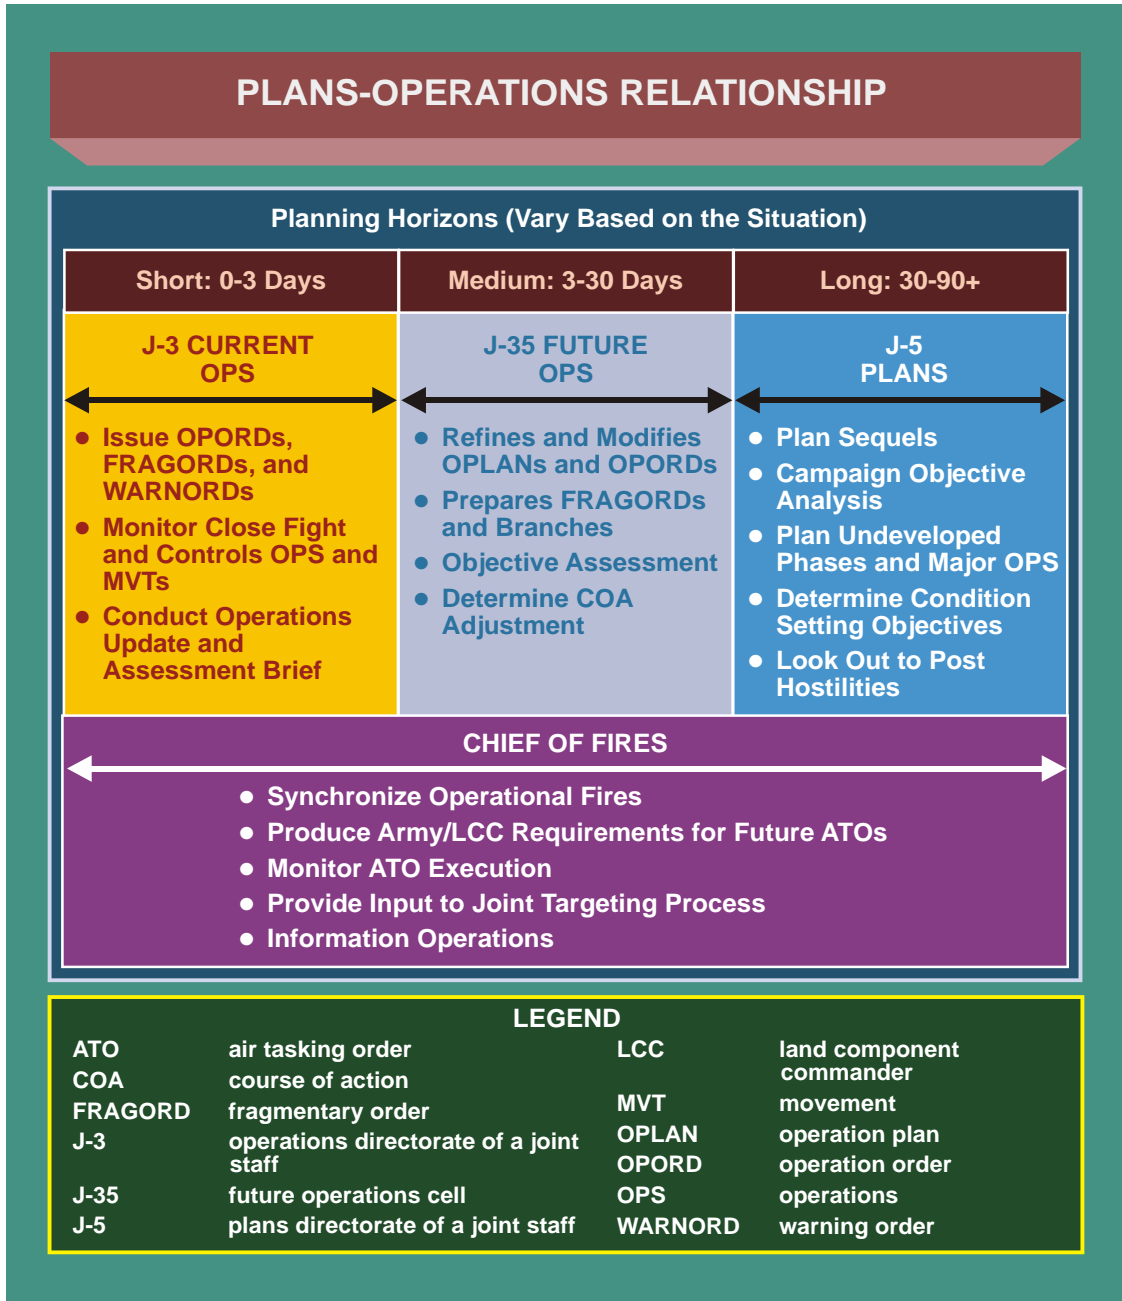 PLANS-OPERATIONS RELATIONSHIP
Planning Horizons (Vary Based on the Situation)
Short: 0-3 Days
Medium: 3-30 Days
Long: 30-90+
J-3 CURRENT
OPS
● Issue OPORDs,
FRAGORDs, and
WARNORDs
● Monitor Close Fight
and Controls OPS and
MVTs
● Conduct Operations
Update and
Assessment Brief
J-35 FUTURE
OPS
● Refines and Modifies
OPLANs and OPORDs
● Prepares FRAGORDs
and Branches
● Objective Assessment
● Determine COA
Adjustment
J-5
PLANS
● Plan Sequels
● Campaign Objective
Analysis
● Plan Undeveloped
Phases and Major OPS
● Determine Condition
Setting Objectives
● Look Out to Post
Hostilities
CHIEF OF FIRES
● Synchronize Operational Fires
● Produce Army/LCC Requirements for Future ATOs
● Monitor ATO Execution
● Provide Input to Joint Targeting Process
● Information Operations
LEGEND
ATO air tasking order
COA course of action
FRAGORD fragmentary order
J-3 operations directorate of a joint
staff
J-35 future operations cell
J-5 plans directorate of a joint staff
LCC land component
commander
MVT movement
OPLAN operation plan
OPORD operation order
OPS operations
WARNORD warning order